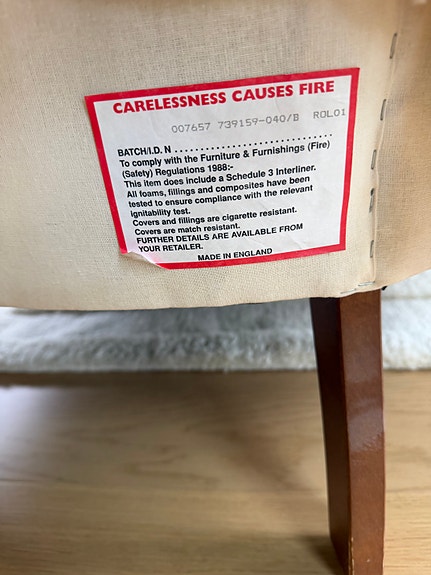 CARELESSNESS CAUSES FIRE
007657 739159-040/B ROL01
BATCH/I.D. N ..............................
To comply with the Furniture & Furnishings (Fire)
(Safety) Regulations 1988:-
This item does include a Schedule 3 Interliner.
All foams, fillings and composites have been
tested to ensure compliance with the relevant
ignitability test.
Covers and fillings are cigarette resistant.
Covers are match resistant.
FURTHER DETAILS ARE AVAILABLE FROM
YOUR RETAILER.
MADE IN ENGLAND